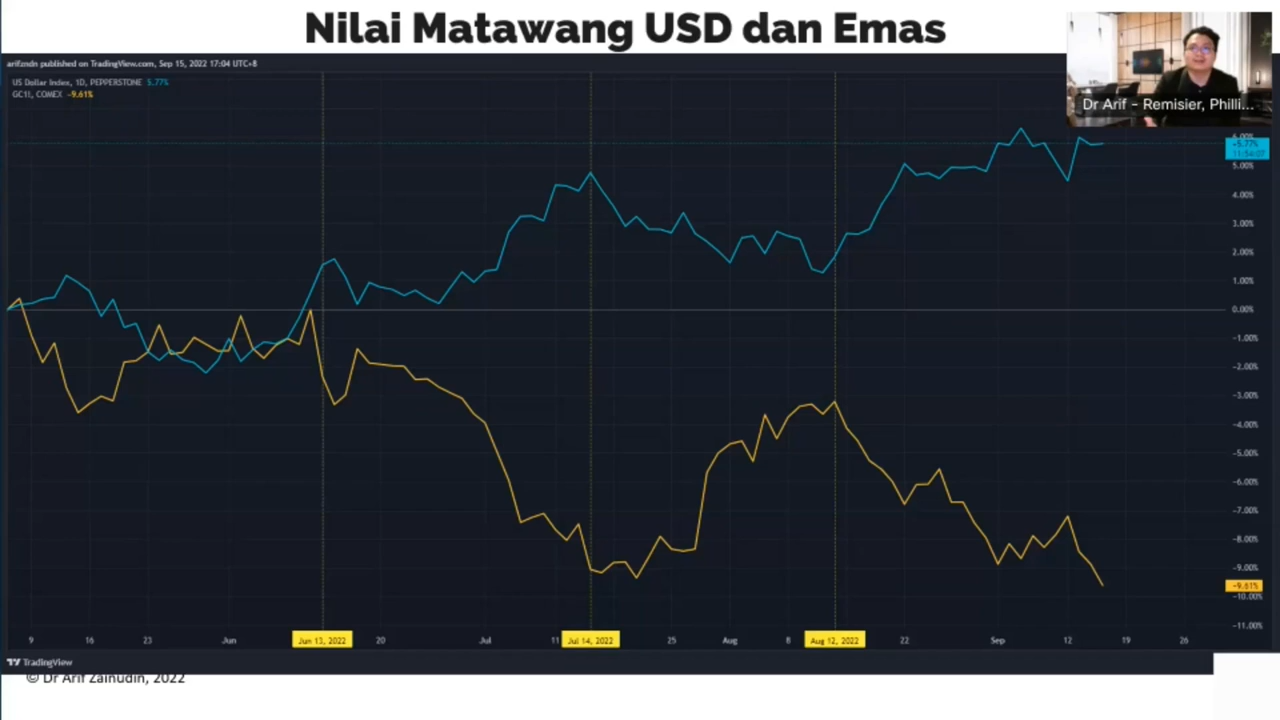 Nilai Matawang USD dan Emas
arifzndn published on TradingView.com, Sep 15, 2022 17:04 UTC+8
US Dollar Index, 1D, PEPPERSTONE 5.77%
GC1!, COMEX −9.61%
Dr Arif - Remisier, Philli...
6.00%
+5.77%
11:54:07
5.00%
4.00%
3.00%
2.00%
1.00%
0.00%
−1.00%
−2.00%
−3.00%
−4.00%
−5.00%
−6.00%
−7.00%
−8.00%
−9.00%
−9.61%
−10.00%
−11.00%
9 16 23 Jun Jun 13, 2022 20 Jul 11 Jul 14, 2022 25 Aug 8 Aug 12, 2022 22 Sep 12 19 26
TradingView
© Dr Arif Zainudin, 2022